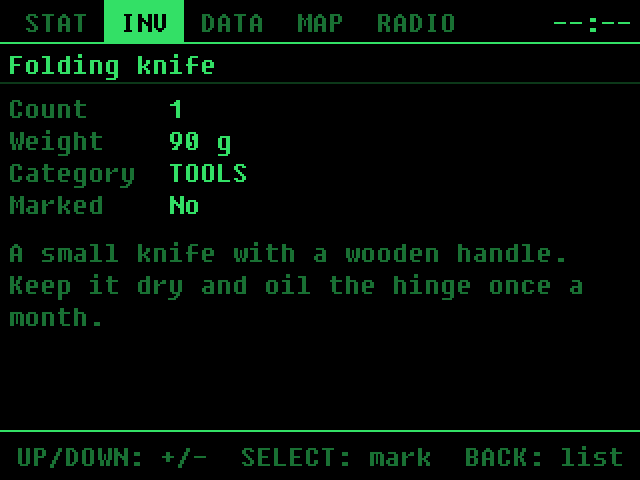 STAT INV DATA MAP RADIO --:--
Folding knife
Count 1
Weight 90 g
Category TOOLS
Marked No
A small knife with a wooden handle.
Keep it dry and oil the hinge once a
month.
UP/DOWN: +/- SELECT: mark BACK: list